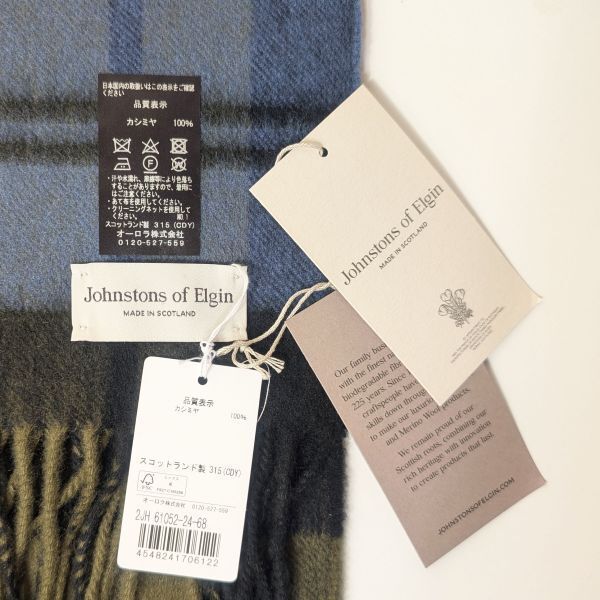 日本国内の取扱いはこの表示をご確認
ください
品質表示
カシミヤ 100%
・汗や水濡れ、摩擦等により色落ち
することがありますので、着用に
はご注意ください。
・あて布を使用してください。
・クリーニングネットを使用して
ください。
スコットランド製 315 (CDY)
オーロラ株式会社
0120-527-559
Johnstons of Elgin
MADE IN SCOTLAND
品質表示
カシミヤ 100%
スコットランド製 315(CDY)
FSC
ミックス
紙
オーロラ株式会社 0120-527-559
2JH 61052-24-68
4548241706122
Johnstons of Elgin
MADE IN SCOTLAND
Our family bus
with the finest n
biodegradable fib
225 years. Since
craftspeople hav
skills down throug
to make our luxuri
and Merino Wool products,
We remain proud of our
Scottish roots, combining our
rich heritage with innovation
to create products that last.
JOHNSTONSOFELGIN.COM